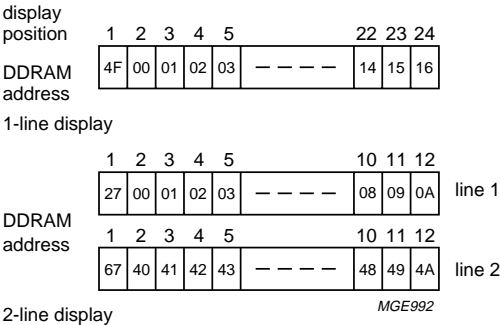 display
position 1 2 3 4 5 22 23 24
DDRAM
address 4F 00 01 02 03 14 15 16
1-line display
1 2 3 4 5 10 11 12
27 00 01 02 03 08 09 0A line 1
DDRAM
address
1 2 3 4 5 10 11 12
67 40 41 42 43 48 49 4A line 2
MGE992
2-line display